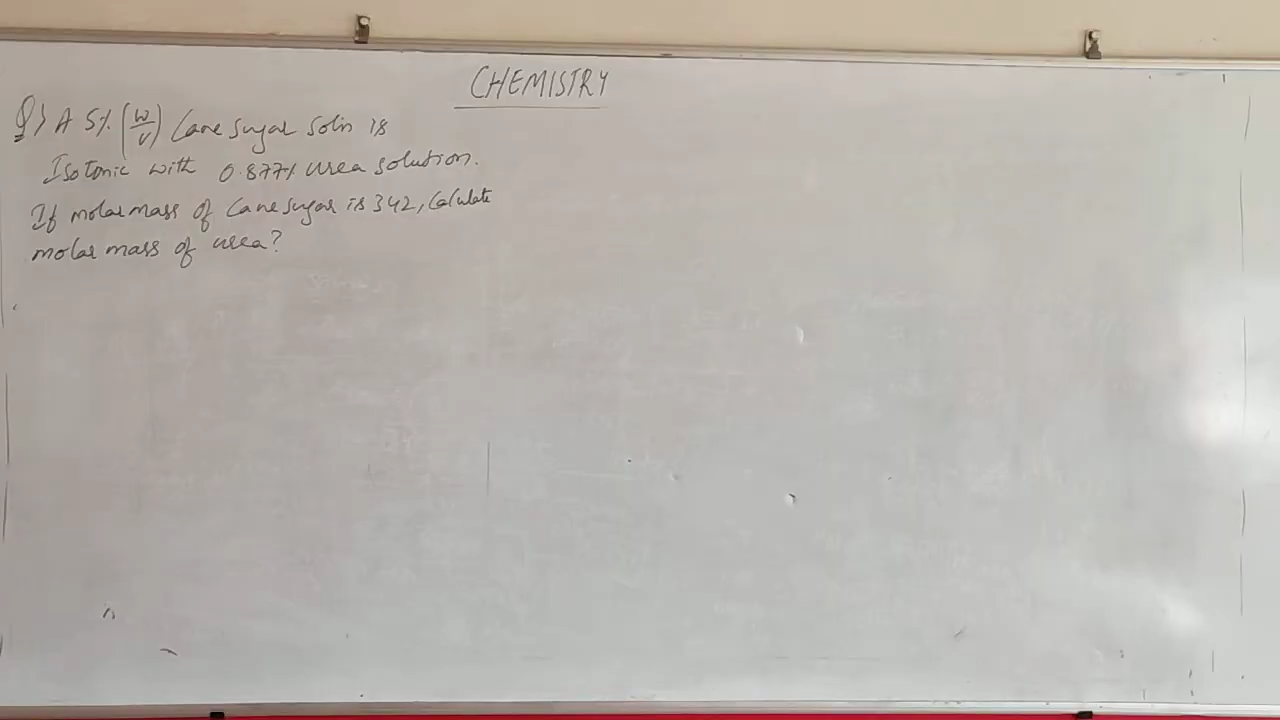 CHEMISTRY
Q> A 5% (W/V) Cane sugar soln is
Isotonic with 0.877% urea solution.
If molar mass of Cane sugar is 342, Calculate
molar mass of urea?